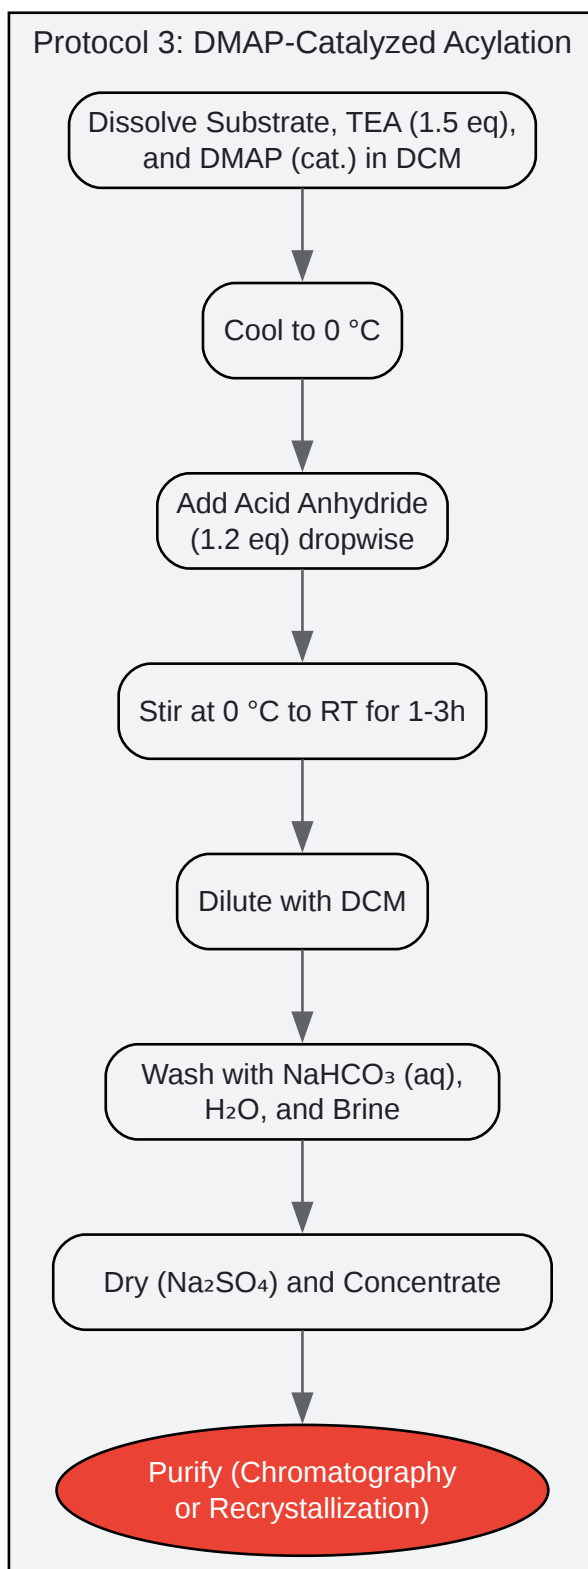 Protocol 3: DMAP-Catalyzed Acylation
Dissolve Substrate, TEA (1.5 eq),
and DMAP (cat.) in DCM
Cool to 0 °C
Add Acid Anhydride
(1.2 eq) dropwise
Stir at 0 °C to RT for 1-3h
Dilute with DCM
Wash with NaHCO₃ (aq),
H₂O, and Brine
Dry (Na₂SO₄) and Concentrate
Purify (Chromatography
or Recrystallization)